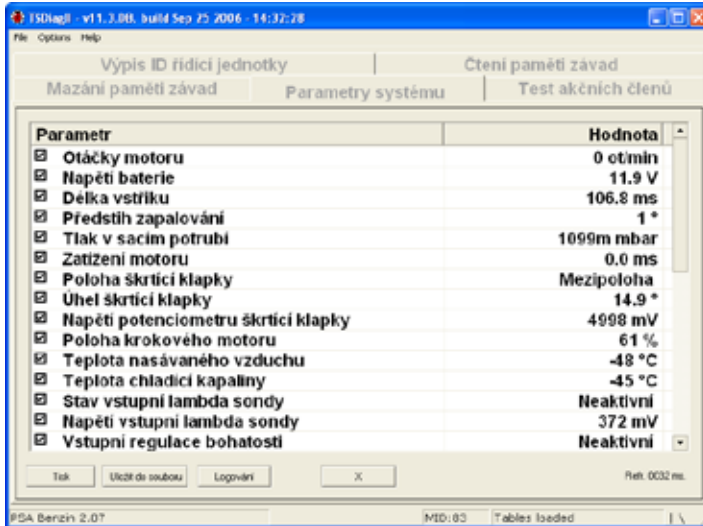 TSDiagII - v11.3.0B, build Sep 25 2006 - 14:32:28
File Options Help
Výpis ID řídící jednotky Čtení paměti závad
Mazání paměti závad Parametry systému Test akčních členů
Parametr Hodnota
Otáčky motoru 0 ot/min
Napětí baterie 11.9 V
Délka vstřiku 106.8 ms
Předstih zapalování 1 °
Tlak v sacím potrubí 1099m mbar
Zatížení motoru 0.0 ms
Poloha škrtící klapky Mezipoloha
Úhel škrtící klapky 14.9 °
Napětí potenciometru škrtící klapky 4998 mV
Poloha krokového motoru 61 %
Teplota nasávaného vzduchu -48 °C
Teplota chladící kapaliny -45 °C
Stav vstupní lambda sondy Neaktivní
Napětí vstupní lambda sondy 372 mV
Vstupní regulace bohatosti Neaktivní
Tisk Uložit do souboru Logování X Refr. 0032 ms.
PSA Benzin 2.0? MID:83 Tables loaded